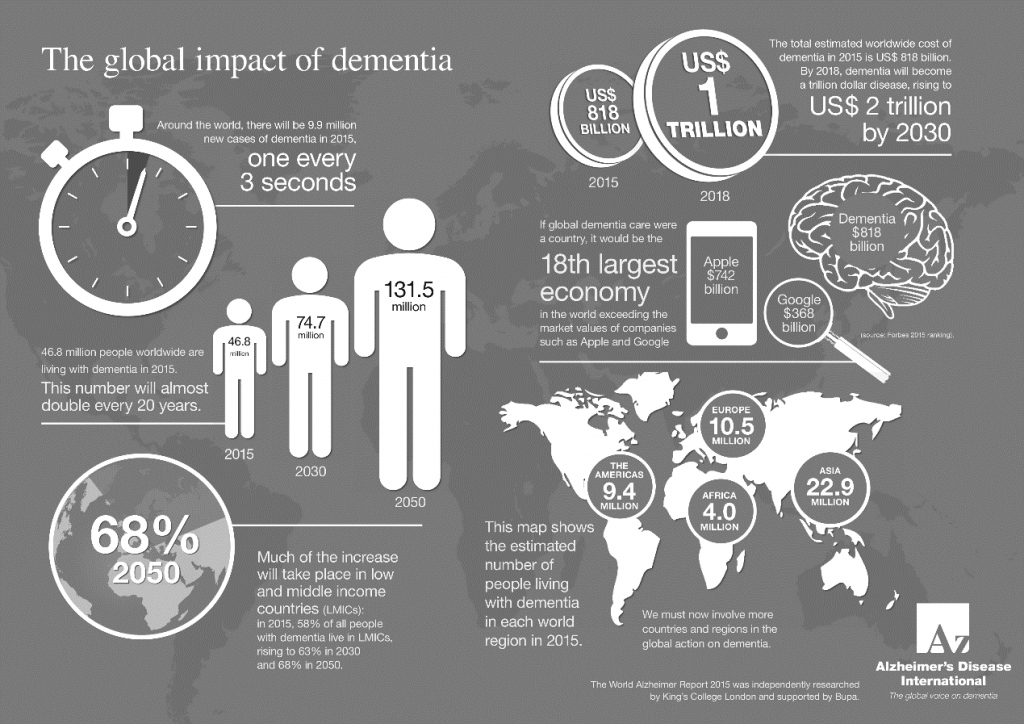 The global impact of dementia
Around the world, there will be 9.9 million
new cases of dementia in 2015,
one every
3 seconds
46.8
million
74.7
million
131.5
million
46.8 million people worldwide are
living with dementia in 2015.
This number will almost
double every 20 years.
2015
2030
2050
68%
2050
Much of the increase
will take place in low
and middle income
countries (LMICs):
in 2015, 58% of all people
with dementia live in LMICs,
rising to 63% in 2030
and 68% in 2050.
US$
818
BILLION
2015
US$
1
TRILLION
2018
The total estimated worldwide cost of
dementia in 2015 is US$ 818 billion.
By 2018, dementia will become
a trillion dollar disease, rising to
US$ 2 trillion
by 2030
If global dementia care were
a country, it would be the
18th largest
economy
in the world exceeding the
market values of companies
such as Apple and Google
Apple
$742
billion
Dementia
$818
billion
Google
$368
billion
(source: Forbes 2015 ranking).
EUROPE
10.5
MILLION
THE
AMERICAS
9.4
MILLION
AFRICA
4.0
MILLION
ASIA
22.9
MILLION
This map shows
the estimated
number of
people living
with dementia
in each world
region in 2015.
We must now involve more
countries and regions in the
global action on dementia.
The World Alzheimer Report 2015 was independently researched
by King's College London and supported by Bupa.
Az
Alzheimer's Disease
International
The global voice on dementia